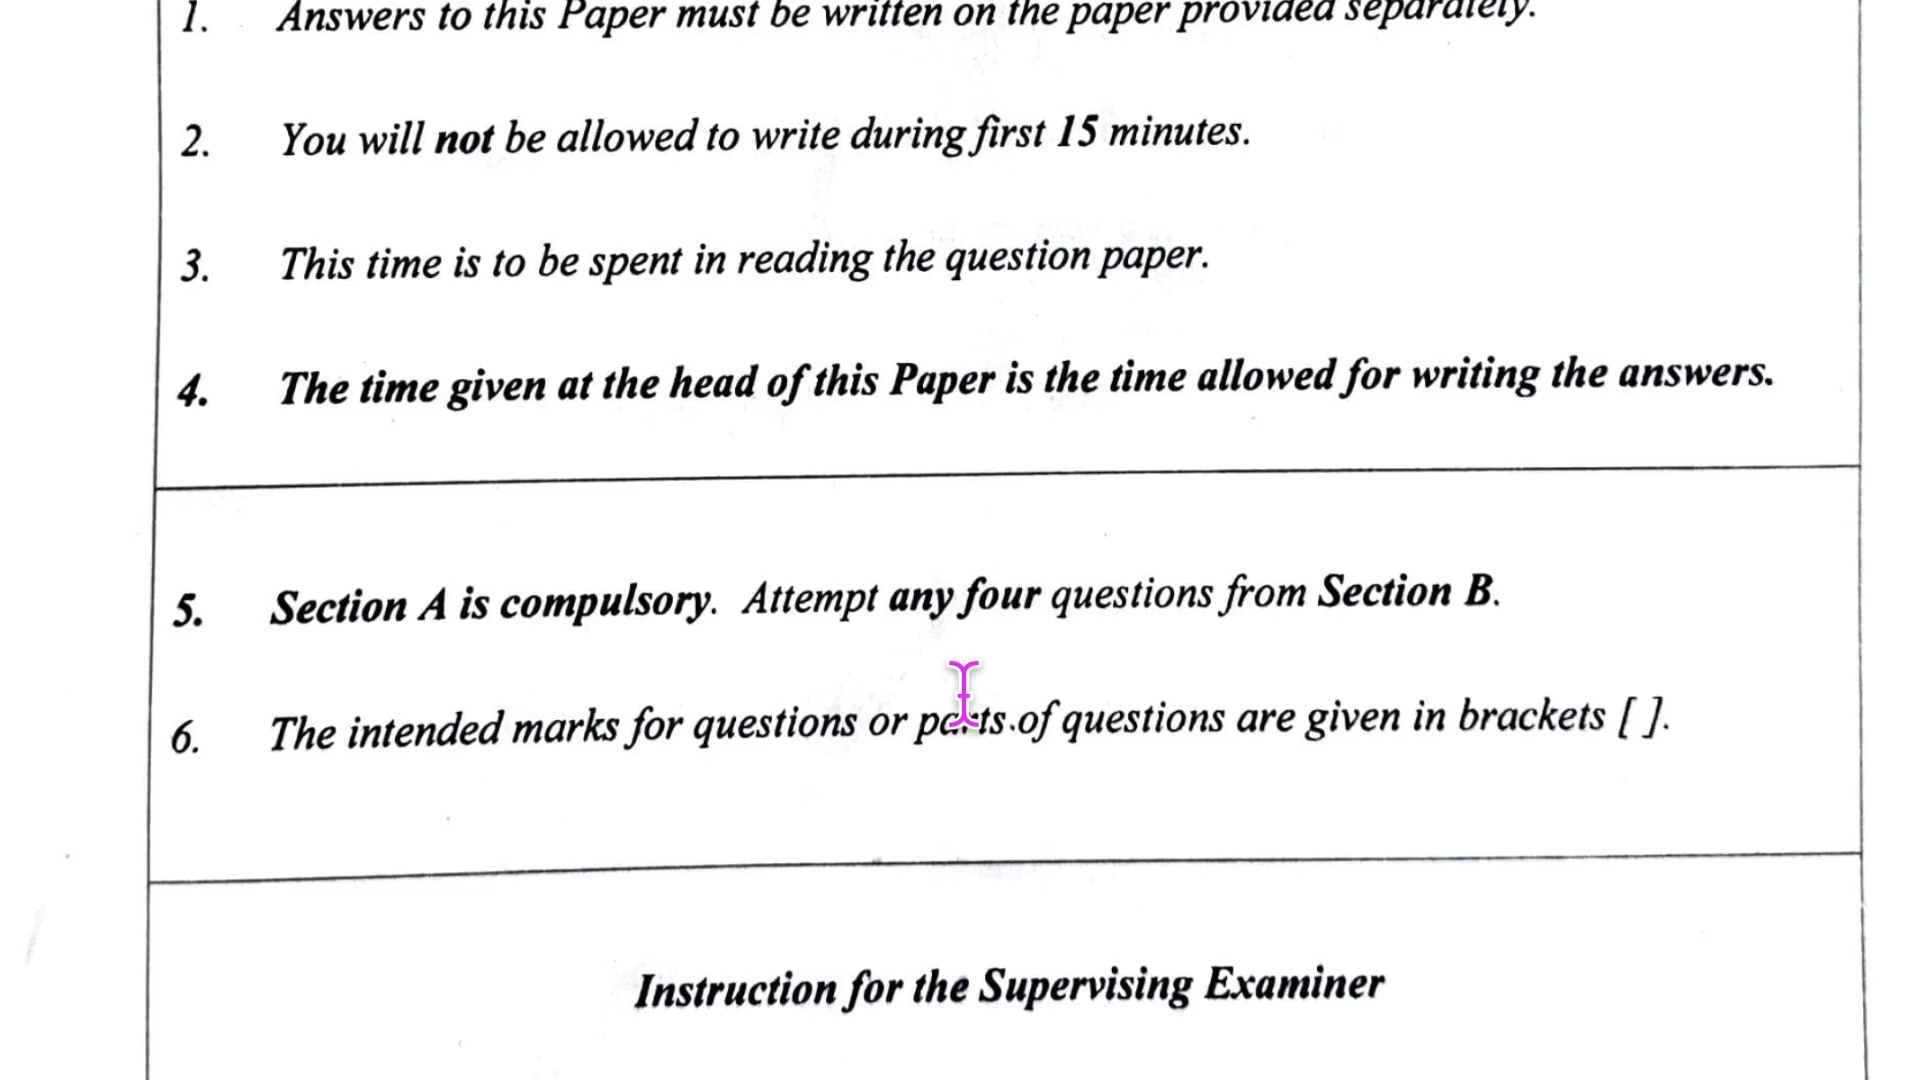 1. Answers to this Paper must be written on the paper provided separately.
2. You will not be allowed to write during first 15 minutes.
3. This time is to be spent in reading the question paper.
4. The time given at the head of this Paper is the time allowed for writing the answers.
5. Section A is compulsory. Attempt any four questions from Section B.
6. The intended marks for questions or parts of questions are given in brackets [ ].
Instruction for the Supervising Examiner